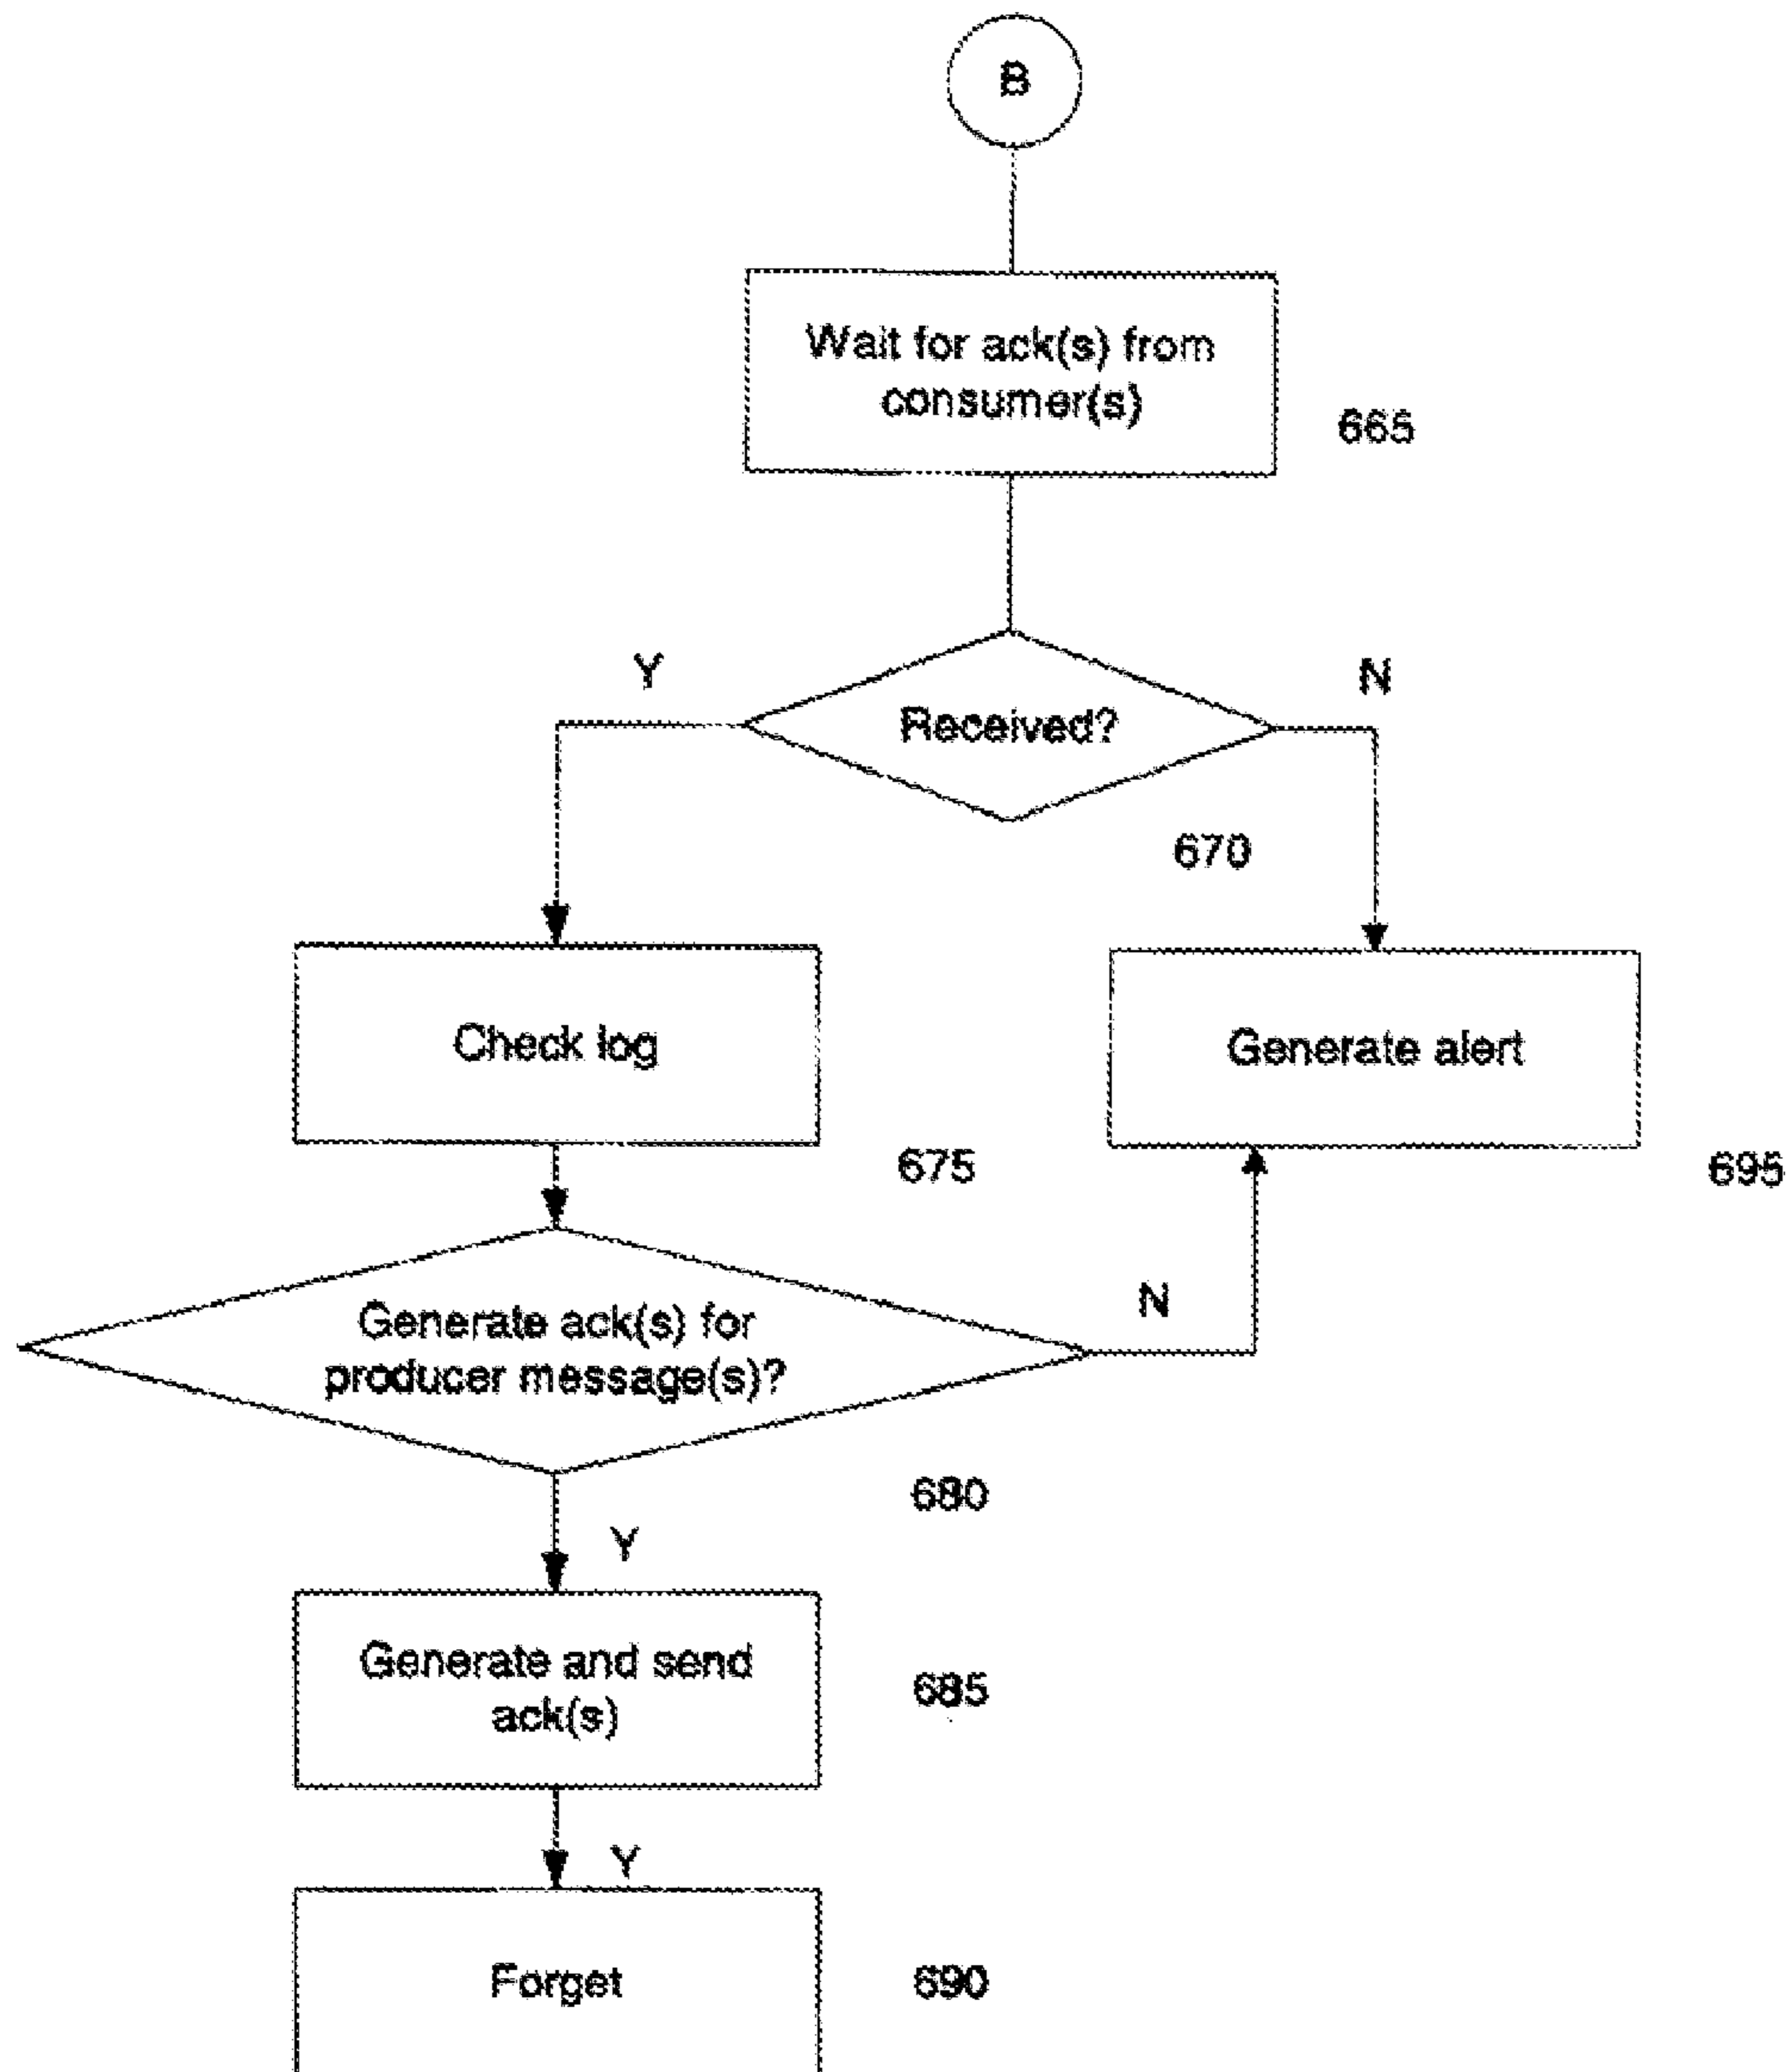 B
Wait for ack(s) from
consumer(s)
665
Y
N
Received?
670
Check log
Generate alert
675
695
Generate ack(s) for
producer message(s)?
N
680
Y
Generate and send
ack(s)
685
Y
Forget
690